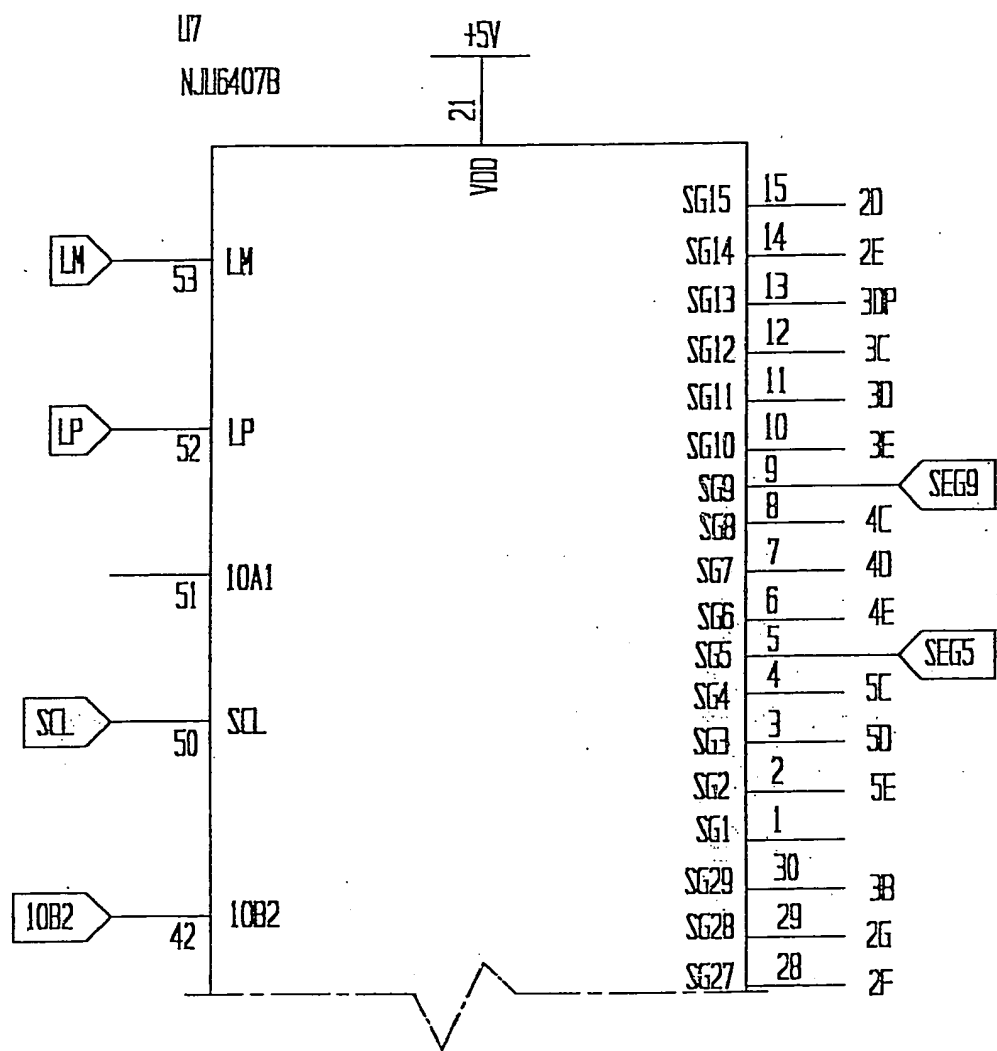 U7
NJU6407B
+5V
21
VDD
LM 53 LM
LP 52 LP
51 IOA1
SCL 50 SCL
IOB2 42 IOB2
SG15 15 2D
SG14 14 2E
SG13 13 3DP
SG12 12 3C
SG11 11 3D
SG10 10 3E
SG9 9 SEG9
SG8 8 4C
SG7 7 4D
SG6 6 4E
SG5 5 SEG5
SG4 4 5C
SG3 3 5D
SG2 2 5E
SG1 1
SG29 30 3B
SG28 29 2G
SG27 28 2F